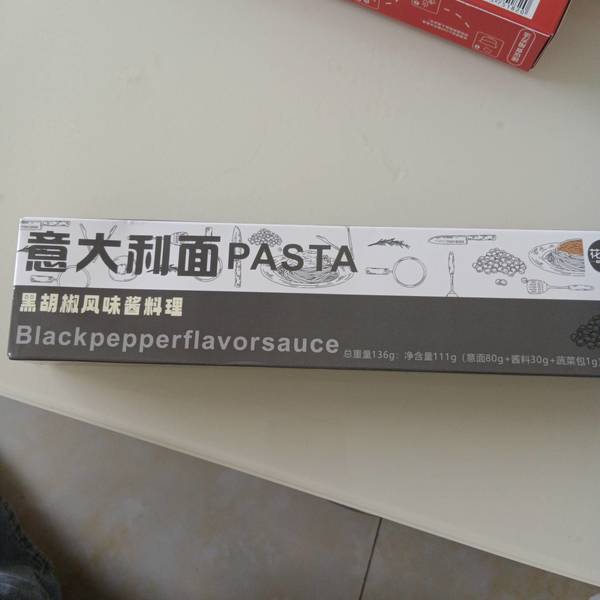 意大利面PASTA
黑胡椒风味酱料理
Blackpepperflavorsauce
总重量136g: 净含量111g (意面80g+酱料30g+蔬菜包1g)